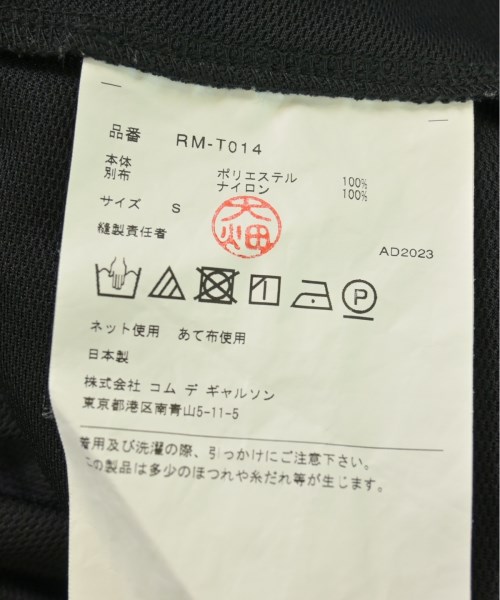 品番 RM-T014
本体 ポリエステル 100%
別布 ナイロン 100%
サイズ S
大畑
縫製責任者
AD2023
P
ネット使用 あて布使用
日本製
株式会社 コム デ ギャルソン
東京都港区南青山5-11-5
着用及び洗濯の際、引っかけにご注意下さい。
の製品は多少のほつれや糸だれ等が生じます。